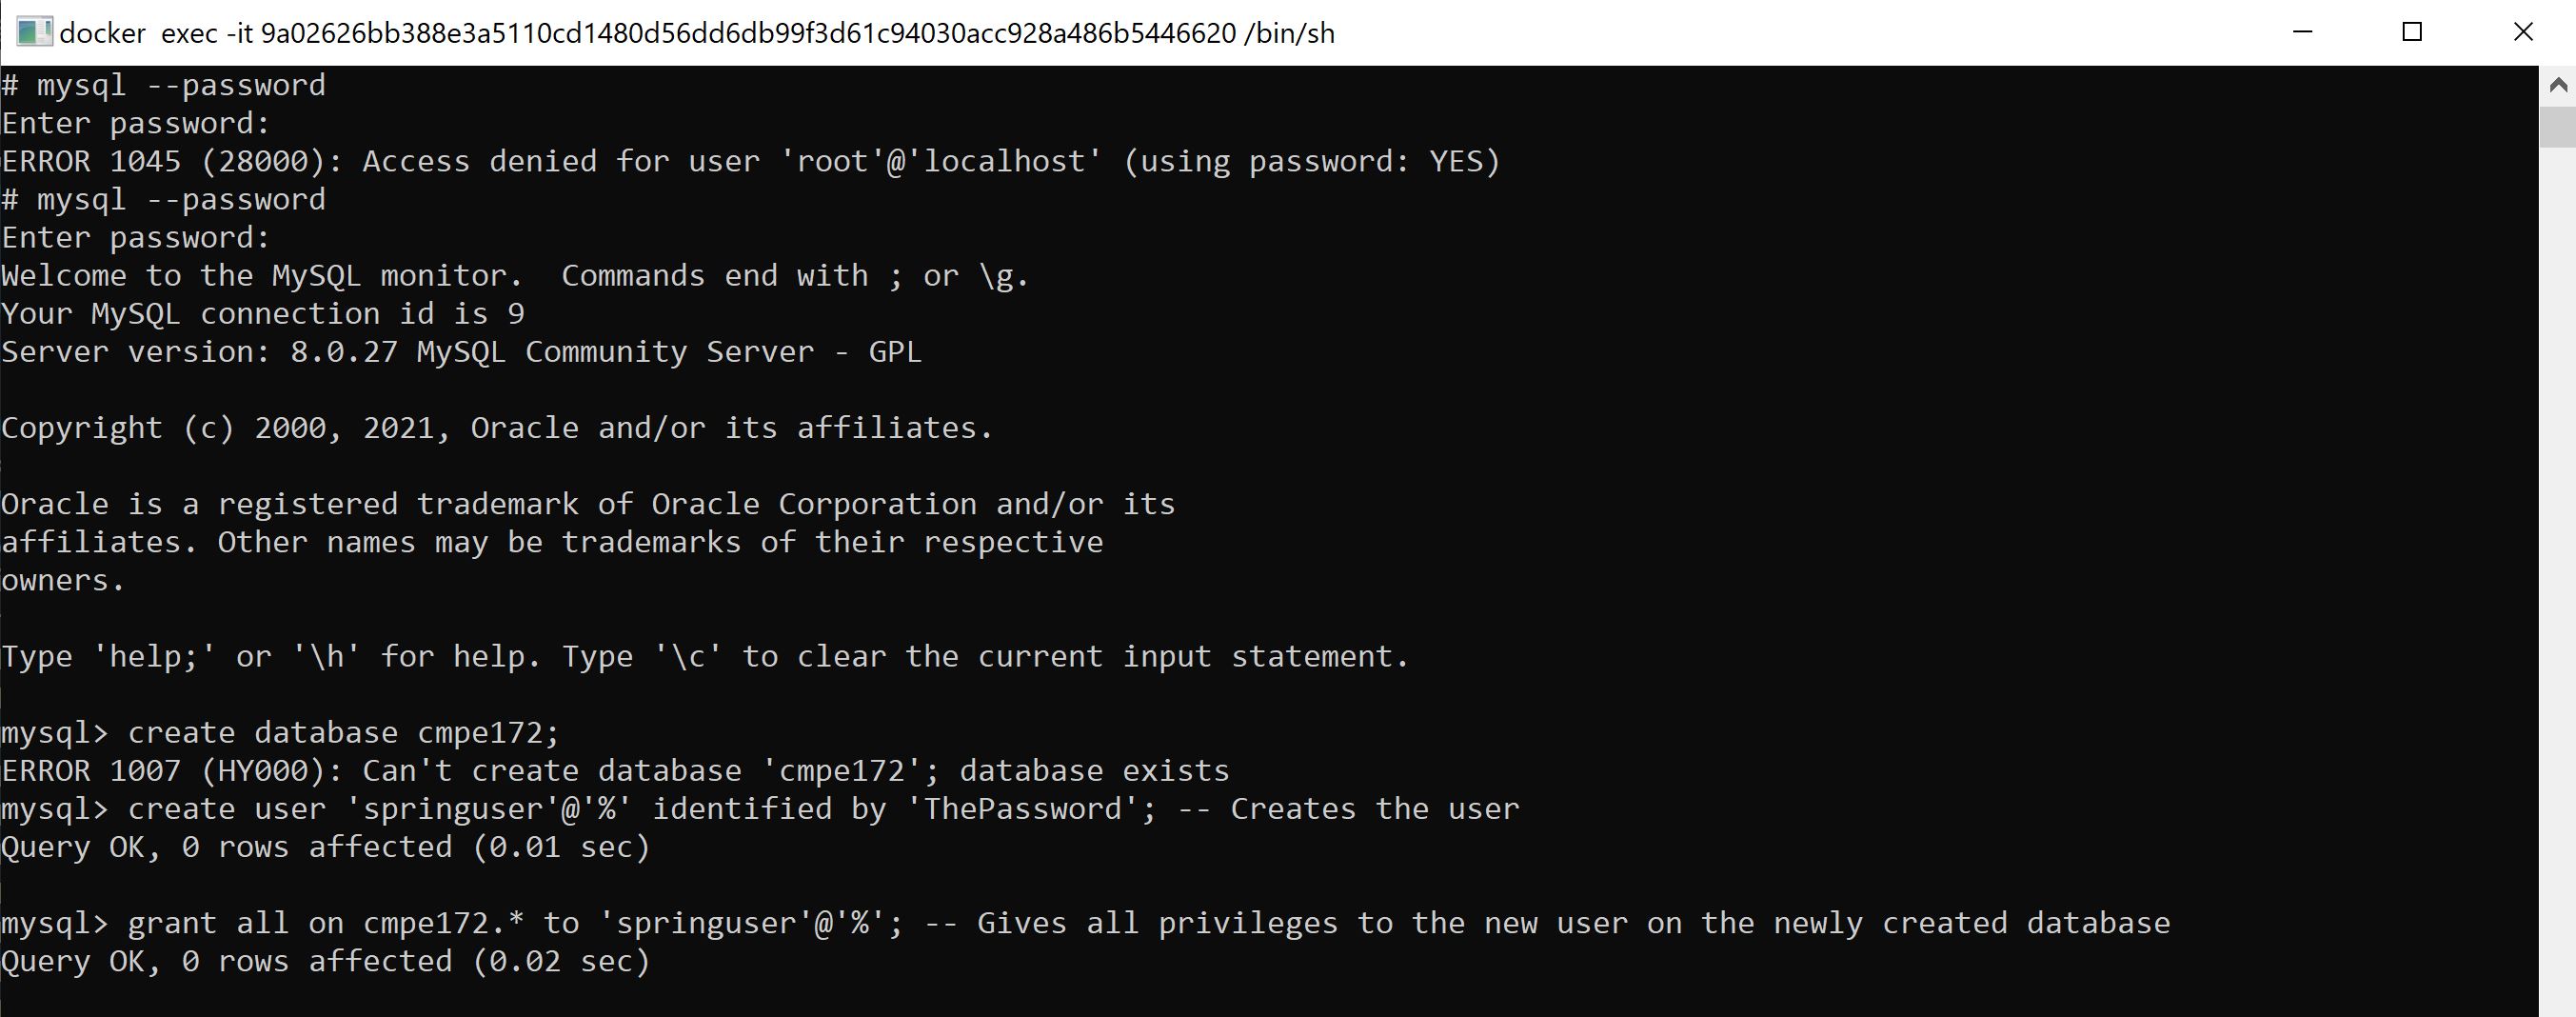 docker  exec -it 9a02626bb388e3a5110cd1480d56dd6db99f3d61c94030acc928a486b5446620 /bin/sh
# mysql --password
Enter password:
ERROR 1045 (28000): Access denied for user 'root'@'localhost' (using password: YES)
# mysql --password
Enter password:
Welcome to the MySQL monitor.  Commands end with ; or \g.
Your MySQL connection id is 9
Server version: 8.0.27 MySQL Community Server - GPL
Copyright (c) 2000, 2021, Oracle and/or its affiliates.
Oracle is a registered trademark of Oracle Corporation and/or its
affiliates. Other names may be trademarks of their respective
owners.
Type 'help;' or '\h' for help. Type '\c' to clear the current input statement.
mysql> create database cmpe172;
ERROR 1007 (HY000): Can't create database 'cmpe172'; database exists
mysql> create user 'springuser'@'%' identified by 'ThePassword'; -- Creates the user
Query OK, 0 rows affected (0.01 sec)
mysql> grant all on cmpe172.* to 'springuser'@'%'; -- Gives all privileges to the new user on the newly created database
Query OK, 0 rows affected (0.02 sec)